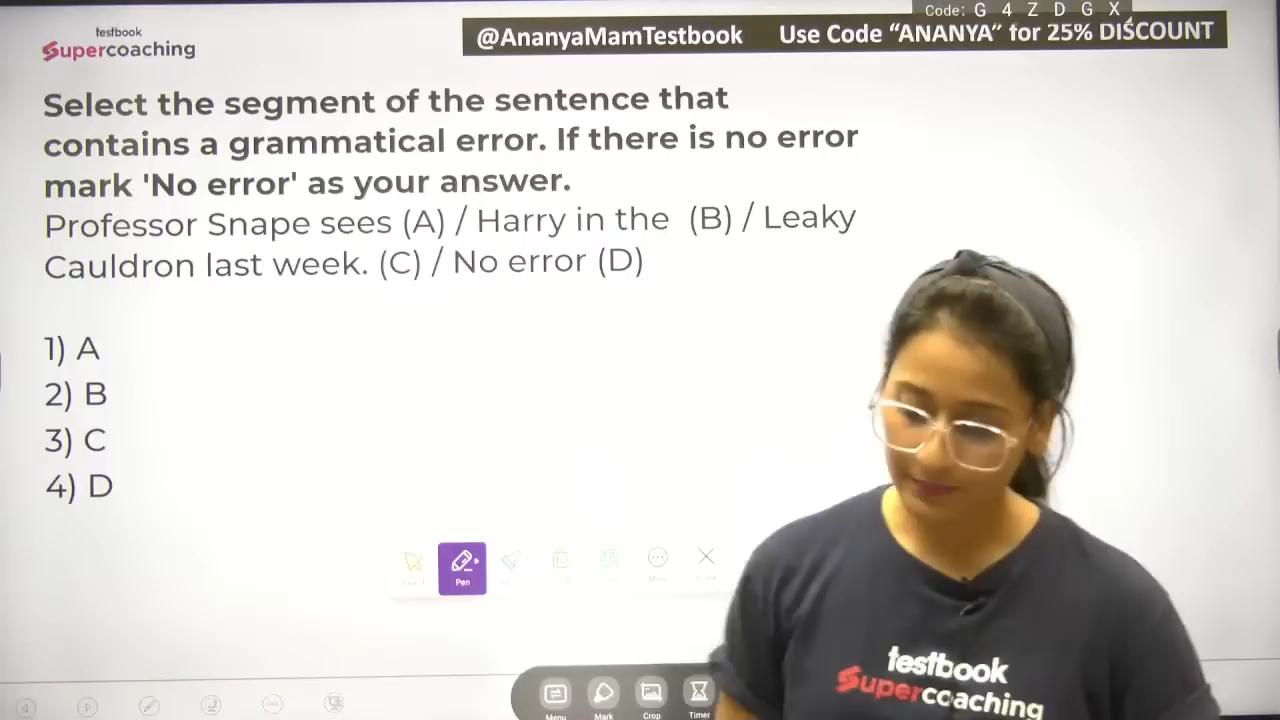 Code: G 4 Z D G X
testbook
Supercoaching
@AnanyaMamTestbook Use Code “ANANYA” for 25% DISCOUNT
Select the segment of the sentence that
contains a grammatical error. If there is no error
mark 'No error' as your answer.
Professor Snape sees (A) / Harry in the (B) / Leaky
Cauldron last week. (C) / No error (D)
1) A
2) B
3) C
4) D
Pen
testbook
Supercoaching
Menu Mark Crop Timer